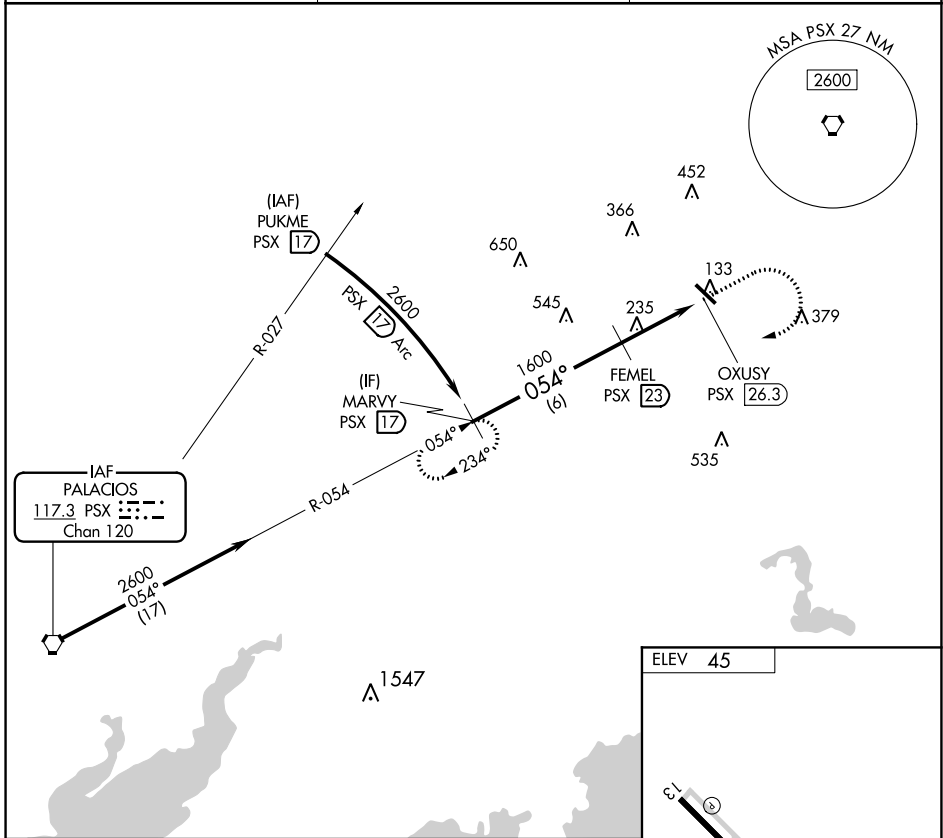 MSA PSX 27 NM
2600
452
(IAF)
PUKME
PSX 17
366
650
2600
PSX 17 Arc
133
545
235
379
R-027
1600
054°
(6)
FEMEL
PSX 23
OXUSY
PSX 26.3
(IF)
MARVY
PSX 17
054°
234°
535
IAF
PALACIOS
117.3 PSX
Chan 120
R-054
2600
054°
(17)
1547
ELEV 45
13
P